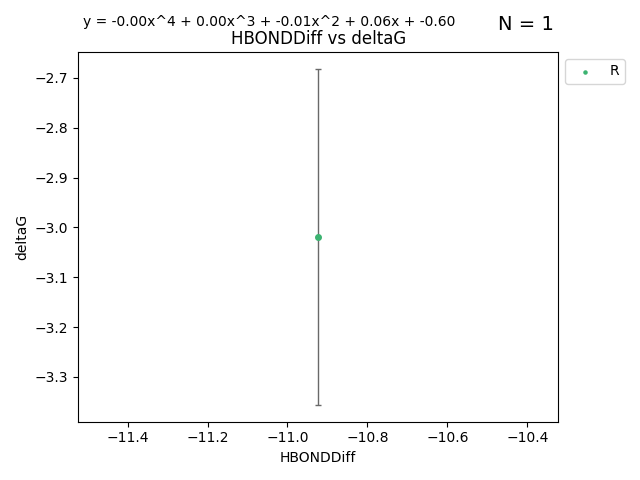 y = -0.00x^4 + 0.00x^3 + -0.01x^2 + 0.06x + -0.60
N = 1
HBONDDiff vs deltaG
R
−2.7
−2.8
−2.9
−3.0
−3.1
−3.2
−3.3
deltaG
−11.4 −11.2 −11.0 −10.8 −10.6 −10.4
HBONDDiff